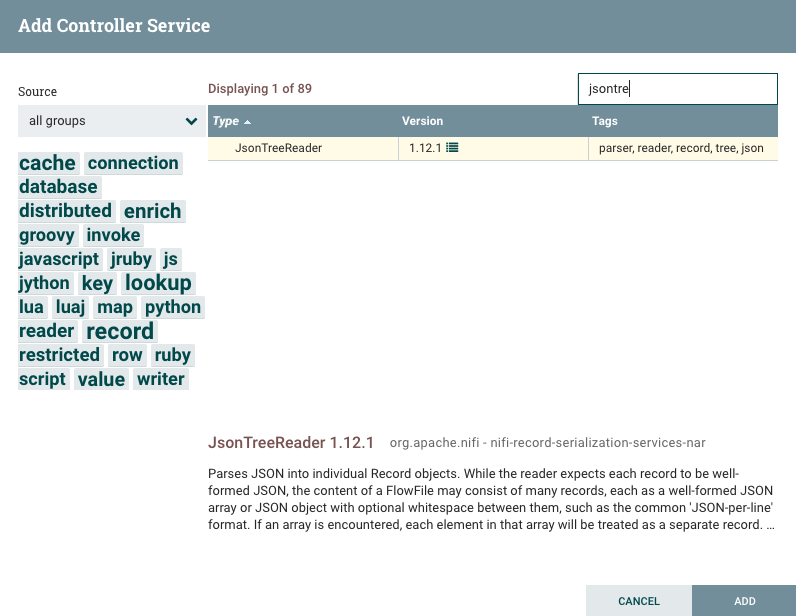 Add Controller Service
Source
all groups
cache connection
database
distributed enrich
groovy invoke
javascript jruby js
jython key lookup
lua luaj map python
reader record
restricted row ruby
script value writer
Displaying 1 of 89
jsontre
Type Version Tags
JsonTreeReader 1.12.1 parser, reader, record, tree, json
JsonTreeReader 1.12.1 org.apache.nifi - nifi-record-serialization-services-nar
Parses JSON into individual Record objects. While the reader expects each record to be well-
formed JSON, the content of a FlowFile may consist of many records, each as a well-formed JSON
array or JSON object with optional whitespace between them, such as the common 'JSON-per-line'
format. If an array is encountered, each element in that array will be treated as a separate record. ...
CANCEL ADD